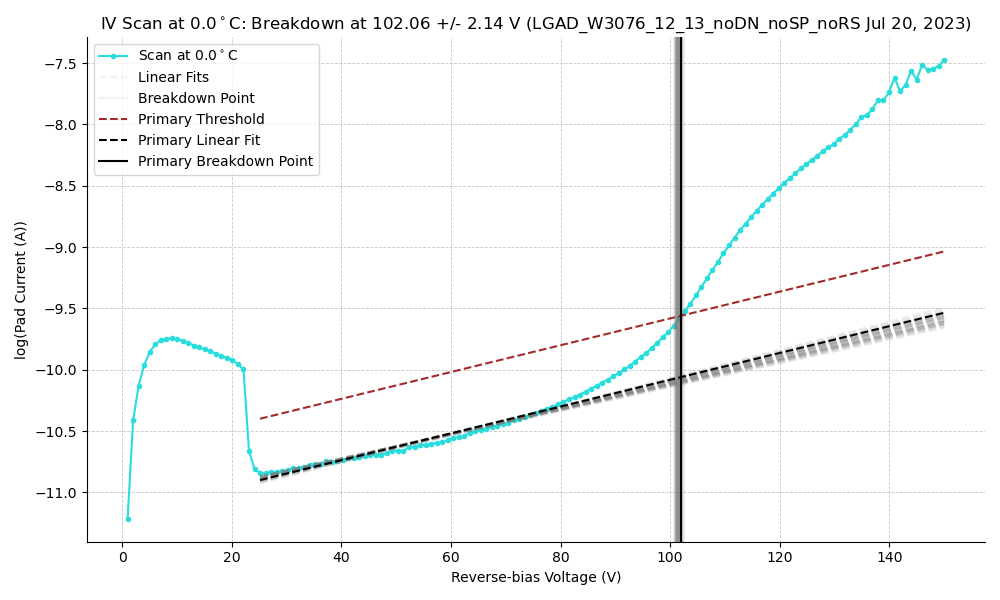 IV Scan at 0.0°C: Breakdown at 102.06 +/- 2.14 V (LGAD_W3076_12_13_noDN_noSP_noRS Jul 20, 2023)
Scan at 0.0°C
Linear Fits
Breakdown Point
Primary Threshold
Primary Linear Fit
Primary Breakdown Point
log(Pad Current (A))
−7.5
−8.0
−8.5
−9.0
−9.5
−10.0
−10.5
−11.0
0 20 40 60 80 100 120 140
Reverse-bias Voltage (V)